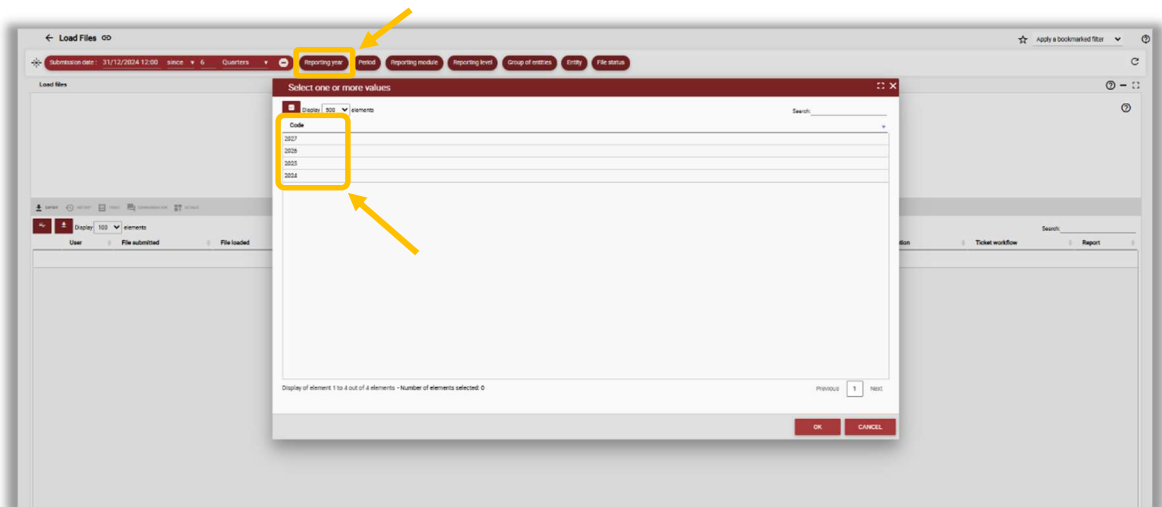 Load Files
Apply a bookmarked filter
Submission date : 31/12/2024 12:00 since 6 Quarters
Reporting year
Period
Reporting module
Reporting level
Group of entities
Entity
File status
Load files
Select one or more values
Display 500 elements
Search:
Code
2027
2026
2025
2024
Display 100 elements
Search:
User
File submitted
File loaded
Ticket workflow
Report
Display of element 1 to 4 out of 4 elements - Number of elements selected: 0
Previous 1 Next
OK
CANCEL